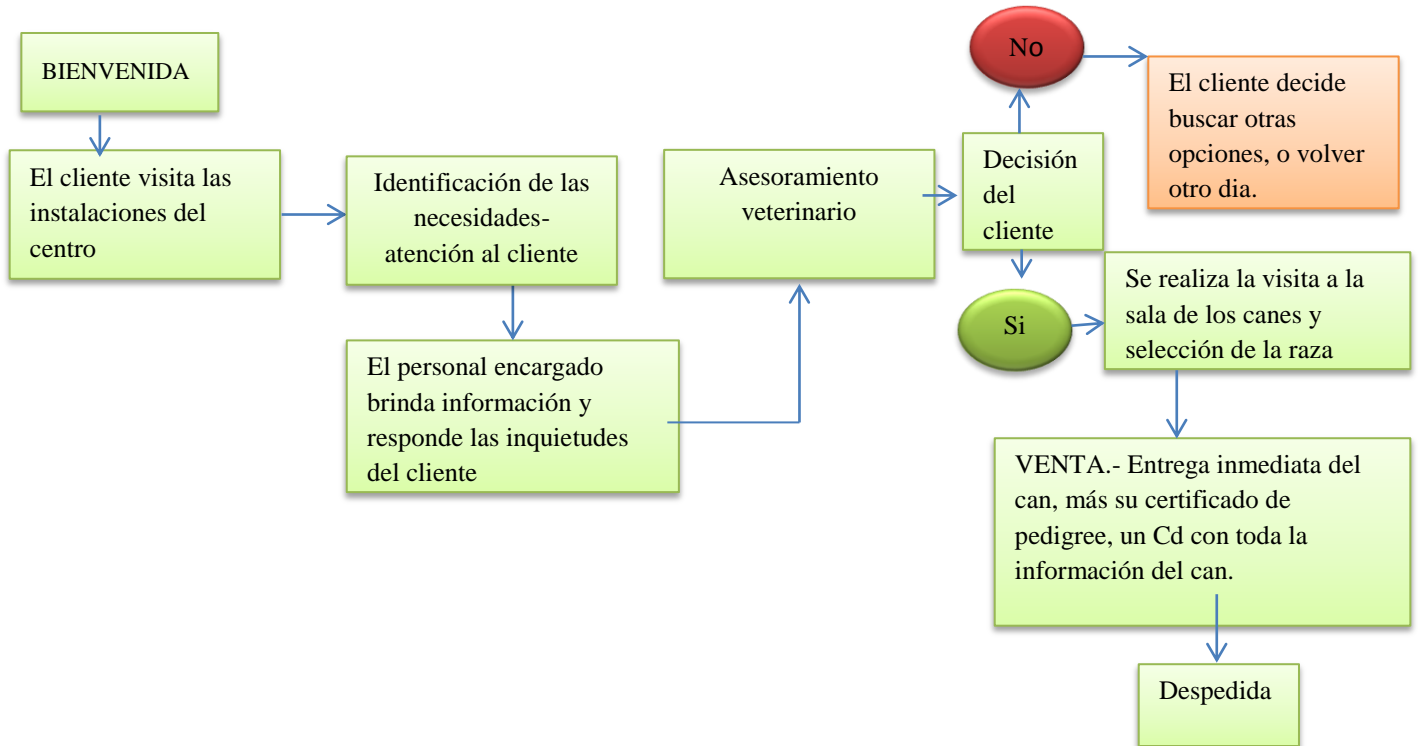 BIENVENIDA
El cliente visita las
instalaciones del
centro
Identificación de las
necesidades-
atención al cliente
El personal encargado
brinda información y
responde las inquietudes
del cliente
Asesoramiento
veterinario
Decisión
del
cliente
No
El cliente decide
buscar otras
opciones, o volver
otro dia.
Si
Se realiza la visita a la
sala de los canes y
selección de la raza
VENTA.- Entrega inmediata del
can, más su certificado de
pedigree, un Cd con toda la
información del can.
Despedida